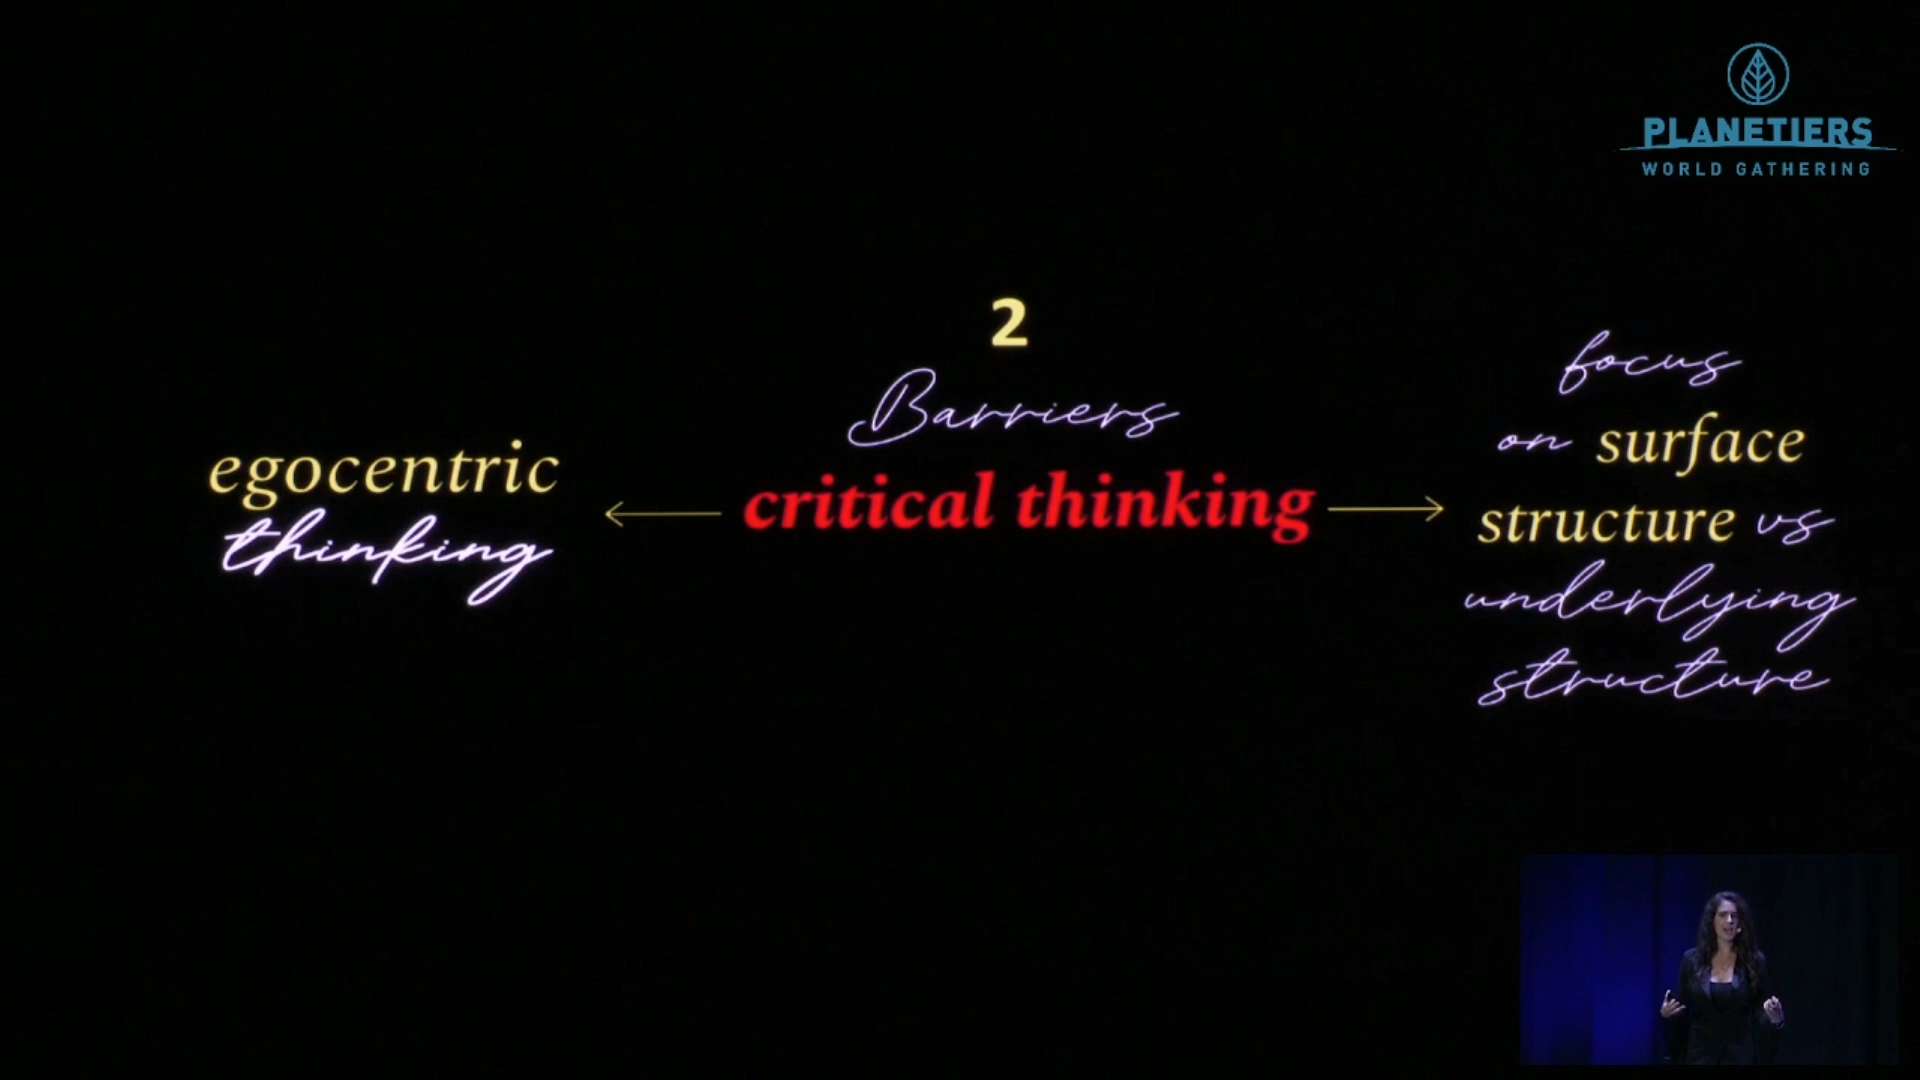 PLANETIERS
WORLD GATHERING
2
Barriers
critical thinking
egocentric
thinking
focus
on surface
structure vs
underlying
structure